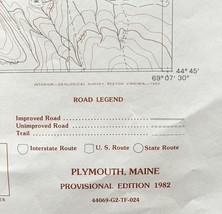 INTERIOR—GEOLOGICAL SURVEY, RESTON, VIRGINIA—1983
44°45'
69°07'30"
ROAD LEGEND
Improved Road
Unimproved Road
Trail
Interstate Route U. S. Route State Route
PLYMOUTH, MAINE
PROVISIONAL EDITION 1982
44069-G2-TF-024